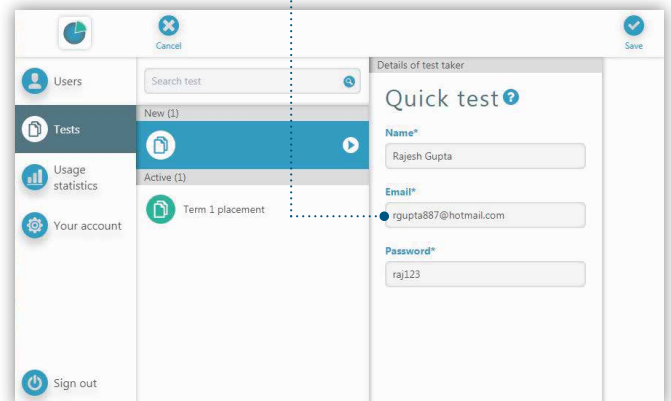 Cancel
Save
Users
Tests
Usage
statistics
Your account
Sign out
Search test
New (1)
Active (1)
Term 1 placement
Details of test taker
Quick test?
Name*
Rajesh Gupta
Email*
rgupta887@hotmail.com
Password*
raj123